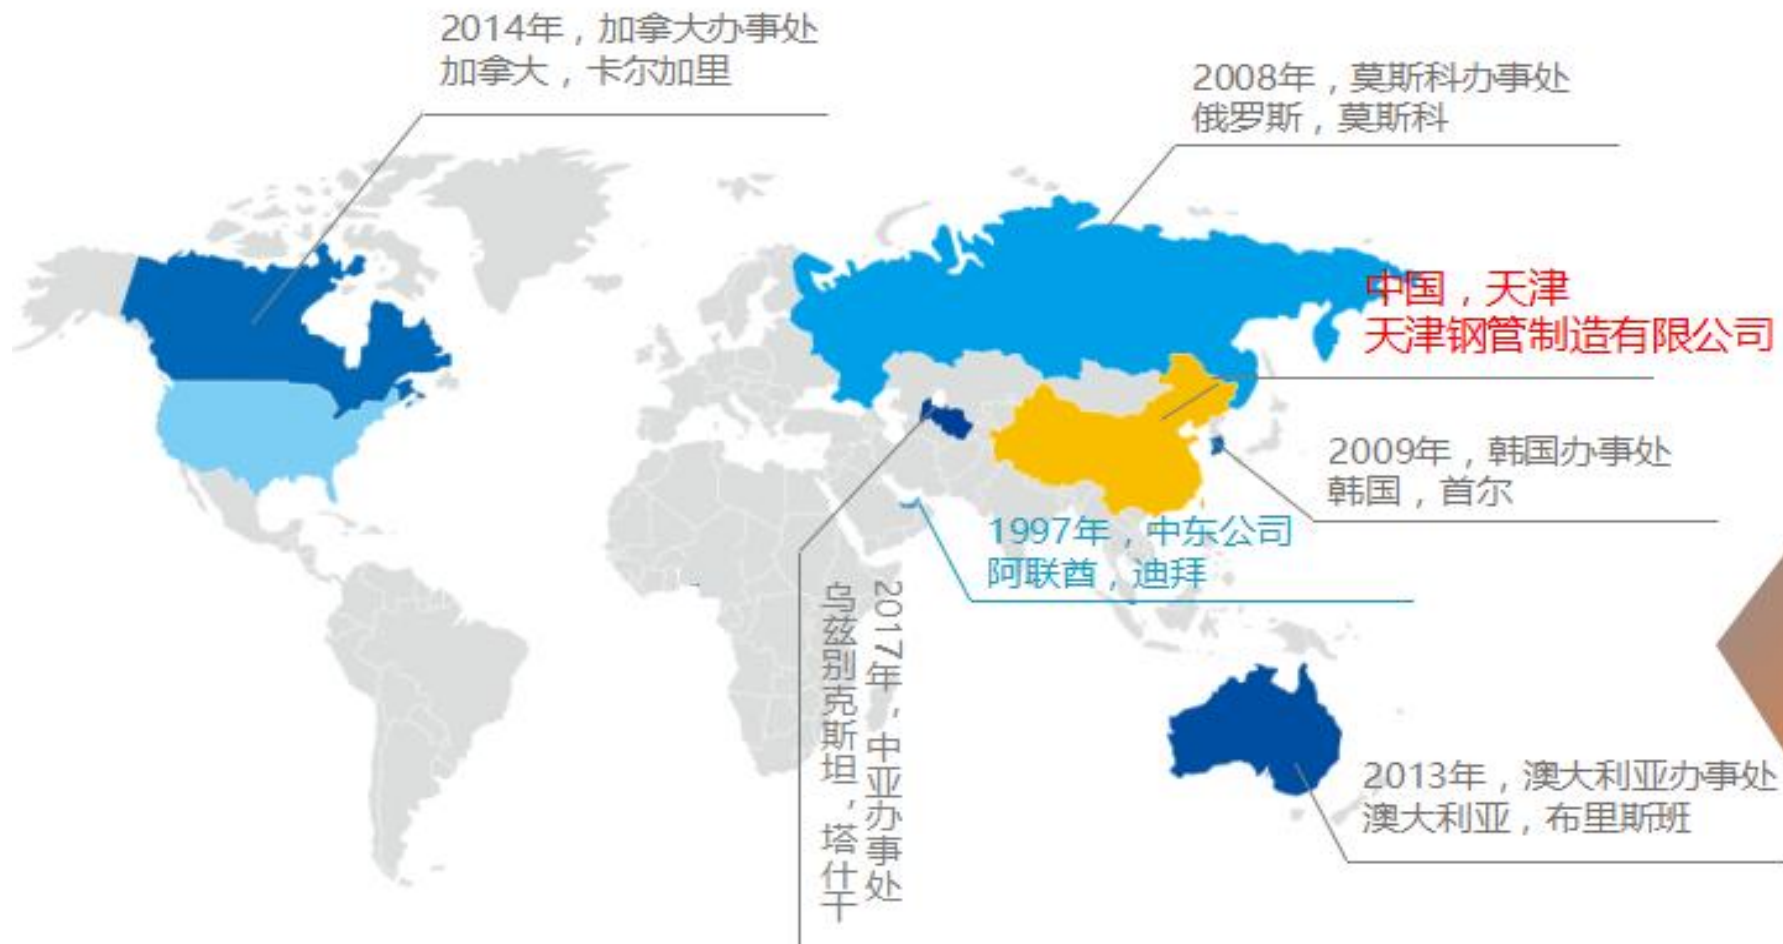 2014年，加拿大办事处
加拿大，卡尔加里
2008年，莫斯科办事处
俄罗斯，莫斯科
中国，天津
天津钢管制造有限公司
2009年，韩国办事处
韩国，首尔
1997年，中东公司
阿联酋，迪拜
2017年，中亚办事处
乌兹别克斯坦，塔什干
2013年，澳大利亚办事处
澳大利亚，布里斯班